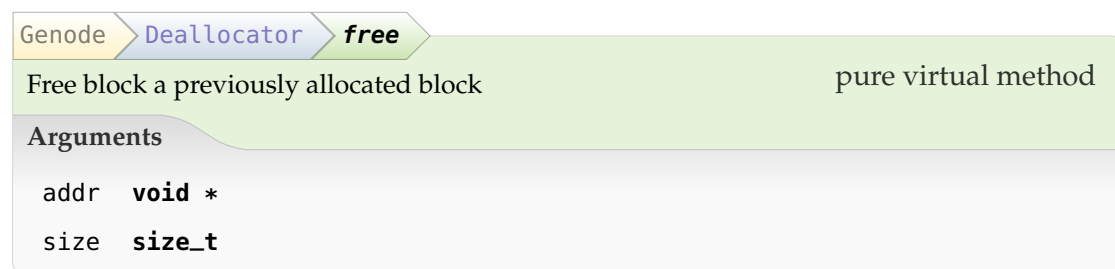 Genode Deallocator free
Free block a previously allocated block pure virtual method
Arguments
addr void *
size size_t